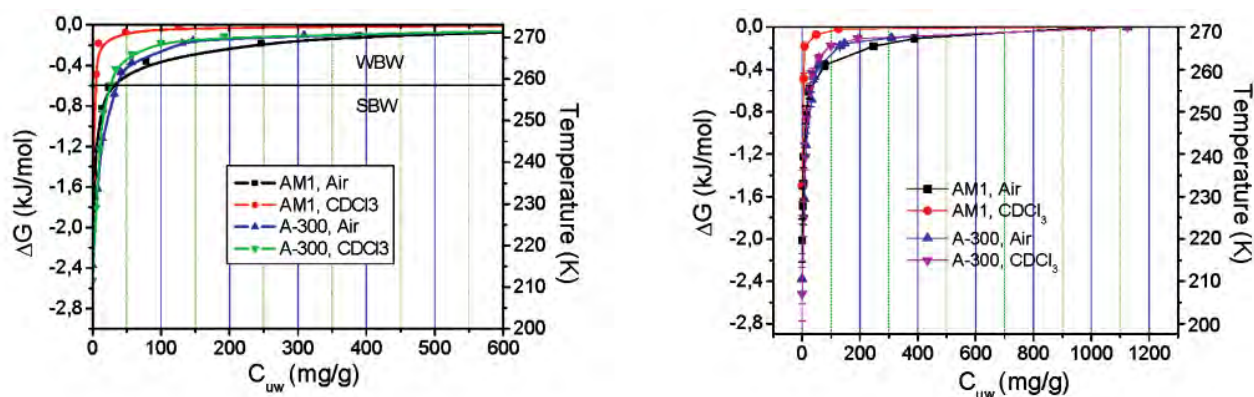 0,0
-0,4
-0,8
-1,2
-1,6
-2,0
-2,4
-2,8
ΔG (kJ/mol)
WBW
SBW
AM1, Air
AM1, CDCl3
A-300, Air
A-300, CDCl3
270
260
250
240
230
220
210
200
Temperature (K)
0 100 200 300 400 500 600
C_uw (mg/g)
0,0
-0,4
-0,8
-1,2
-1,6
-2,0
-2,4
-2,8
ΔG (kJ/mol)
AM1, Air
AM1, CDCl₃
A-300, Air
A-300, CDCl₃
270
260
250
240
230
220
210
200
Temperature (K)
0 200 400 600 800 1000 1200
C_uw (mg/g)